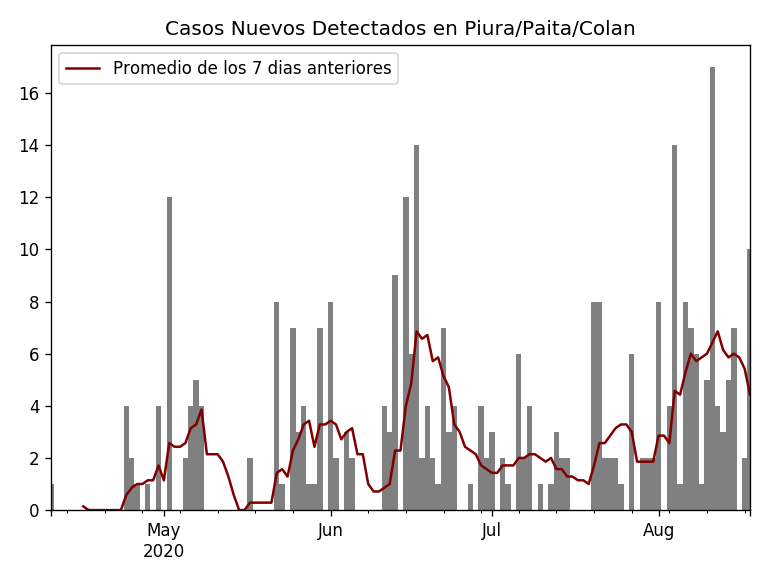 Casos Nuevos Detectados en Piura/Paita/Colan
Promedio de los 7 dias anteriores
16
14
12
10
8
6
4
2
0
May
2020
Jun
Jul
Aug